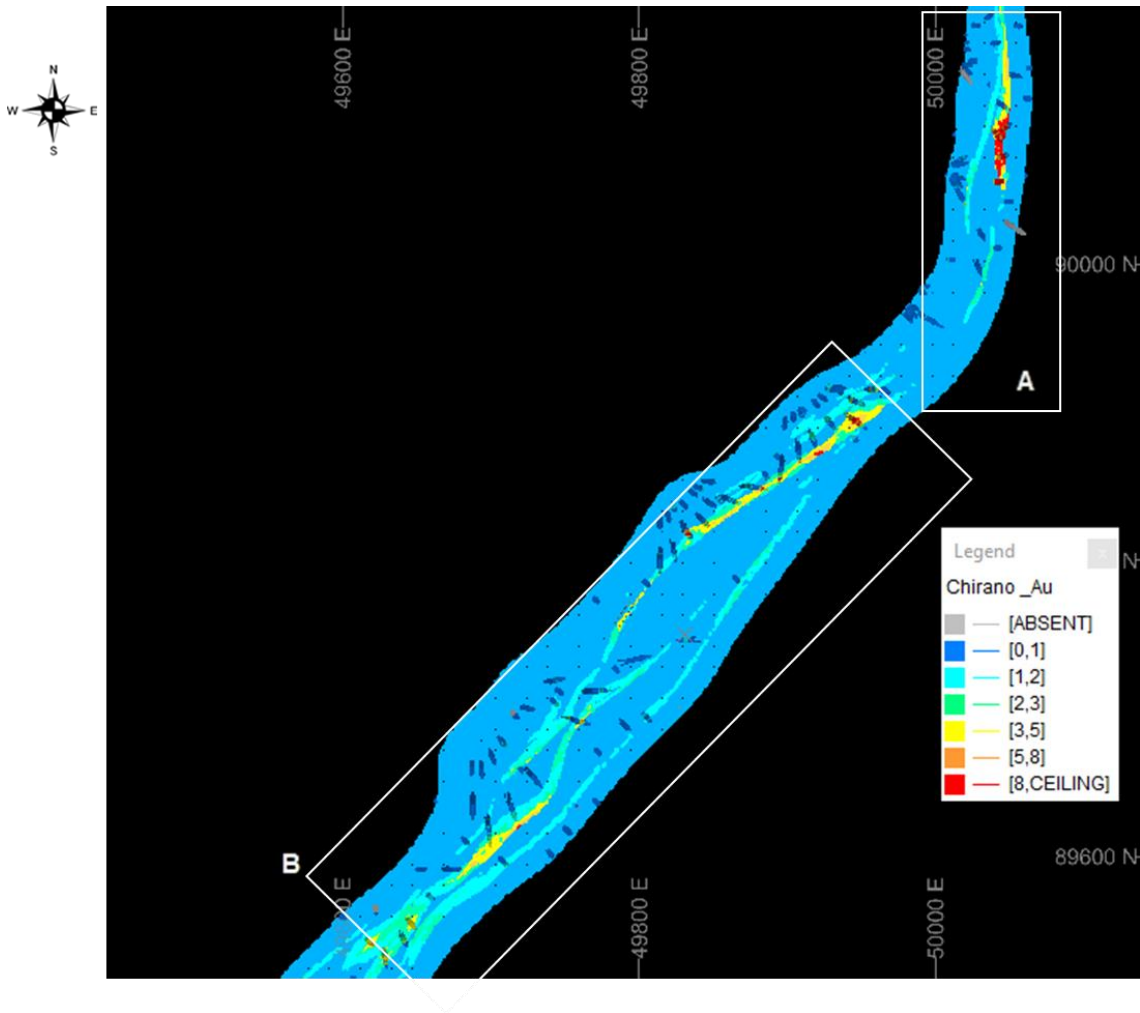 49600 E
49800 E
50000 E
N
W
E
S
90000 N
A
Legend
x
Chirano _Au
[ABSENT]
[0,1]
[1,2]
[2,3]
[3,5]
[5,8]
[8,CEILING]
N
89600 N
B
0 E
49800 E
50000 E